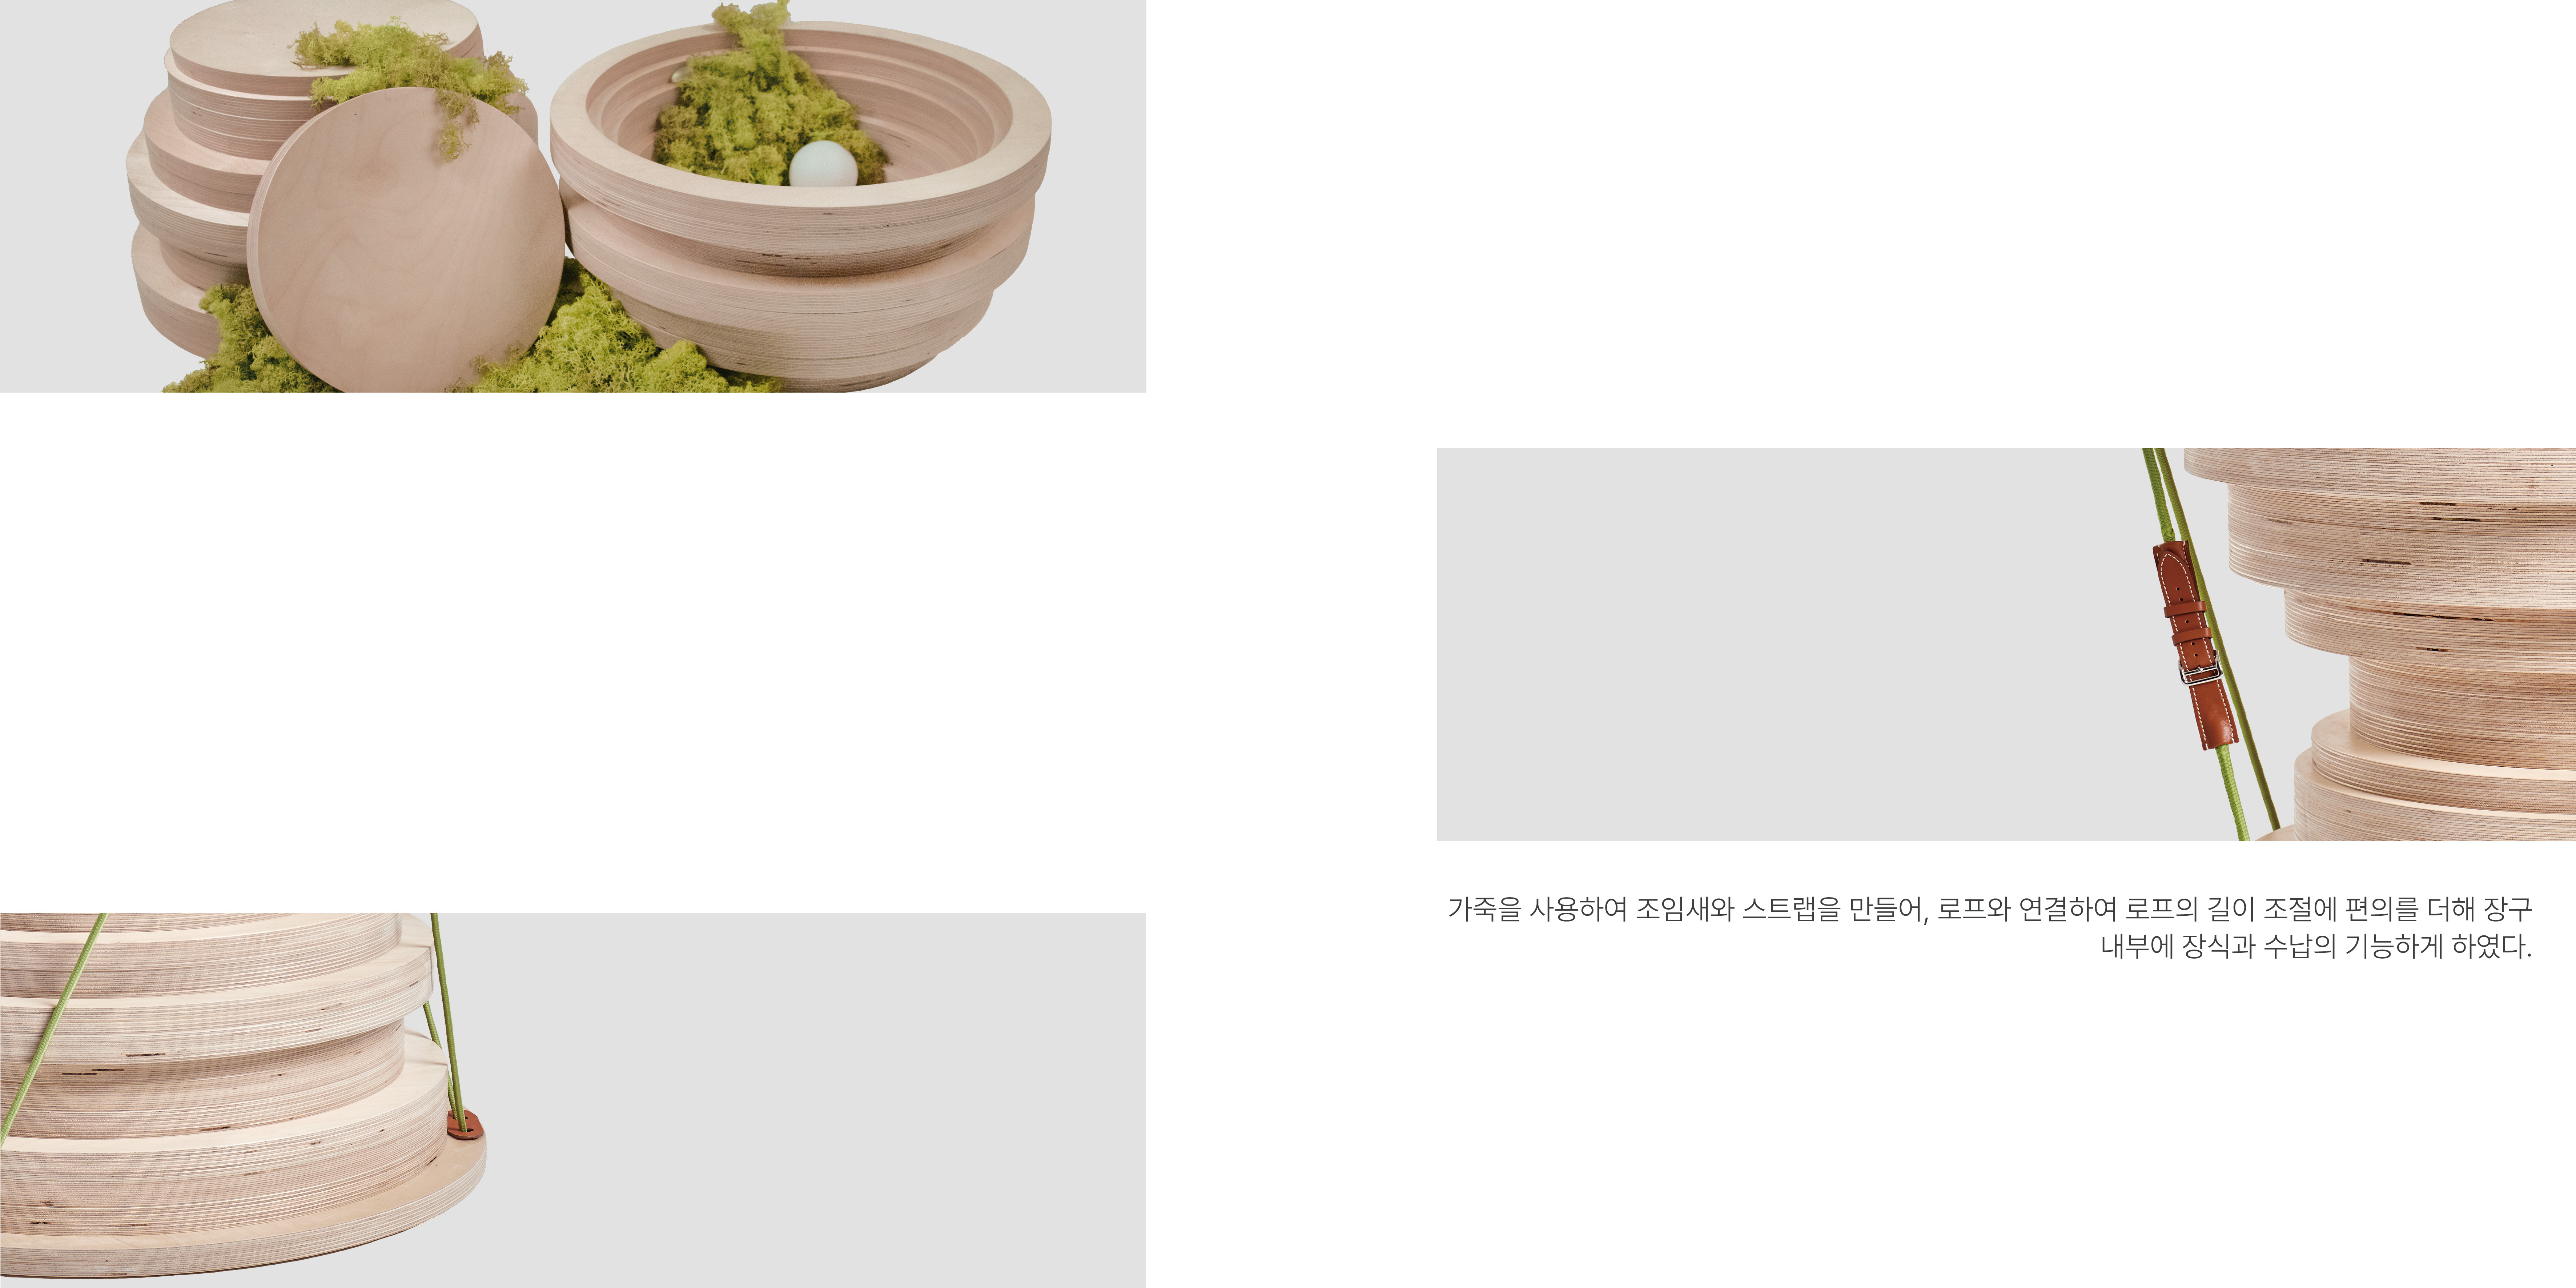 가죽을 사용하여 조임새와 스트랩을 만들어, 로프와 연결하여 로프의 길이 조절에 편의를 더해 장구
내부에 장식과 수납의 기능하게 하였다.